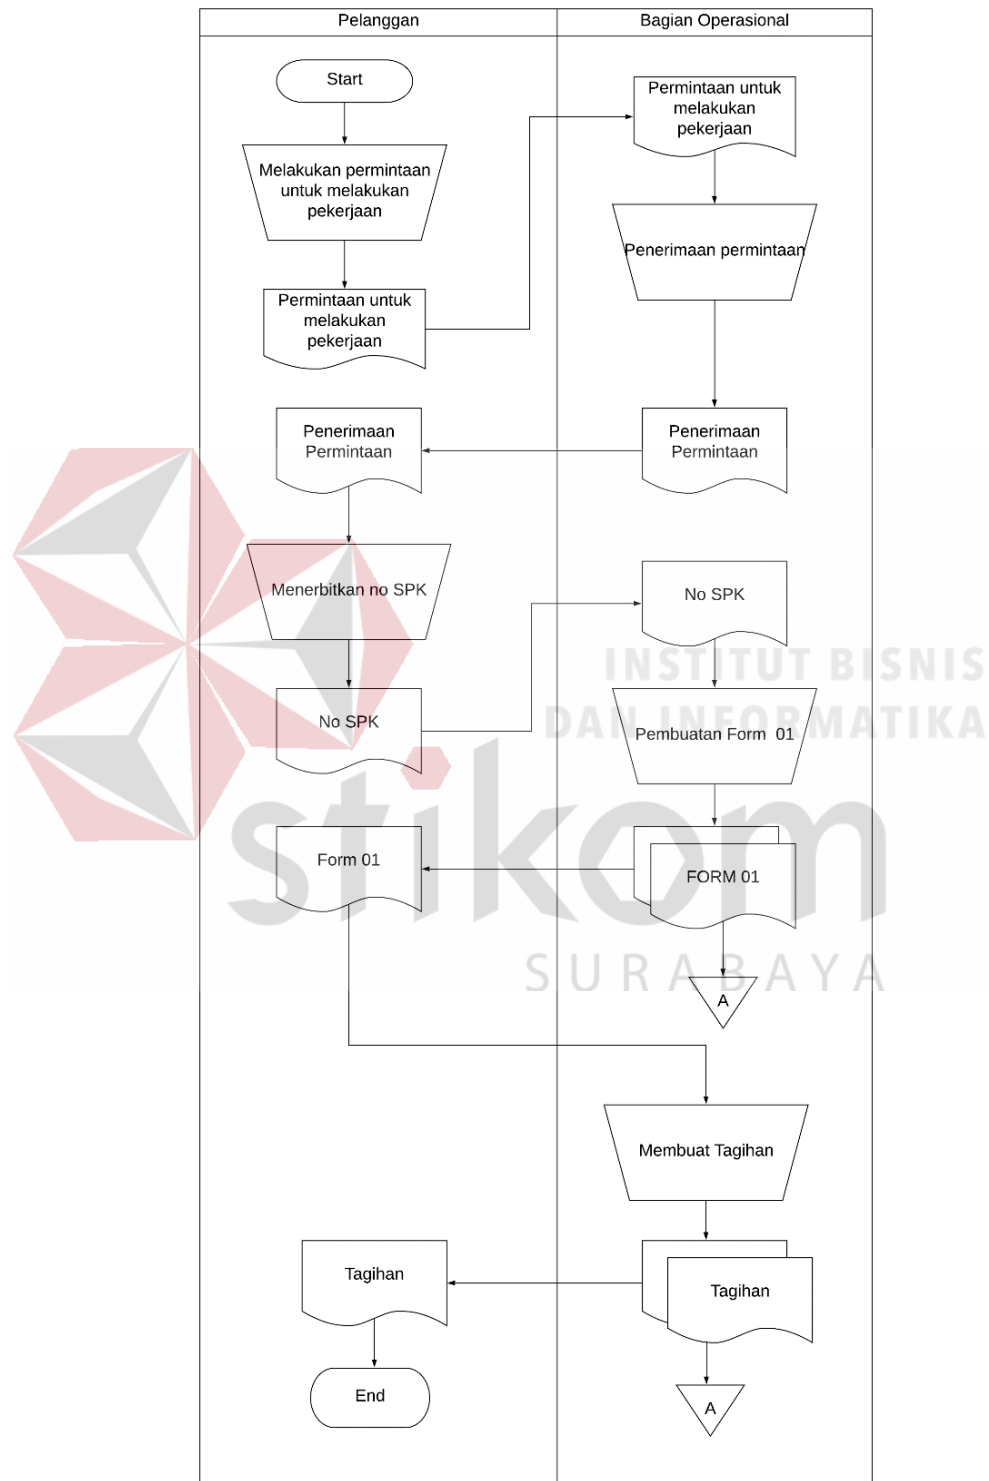 Pelanggan
Bagian Operasional
Start
Permintaan untuk
melakukan
pekerjaan
Melakukan permintaan
untuk melakukan
pekerjaan
Penerimaan permintaan
Permintaan untuk
melakukan
pekerjaan
Penerimaan
Permintaan
Penerimaan
Permintaan
Menerbitkan no SPK
No SPK
INSTITUT BISNIS
DAN INFORMATIKA
No SPK
Pembuatan Form 01
stikom
Form 01
FORM 01
SURABAYA
A
Membuat Tagihan
Tagihan
Tagihan
End
A